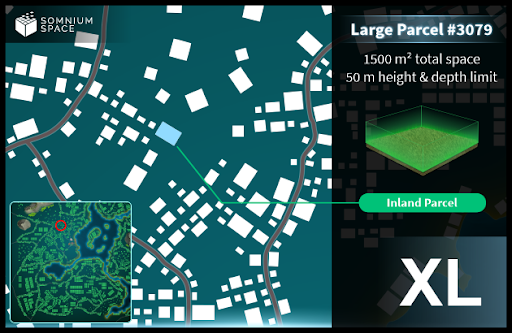 SOMNIUM
SPACE
Large Parcel #3079
1500 m² total space
50 m height & depth limit
Inland Parcel
XL